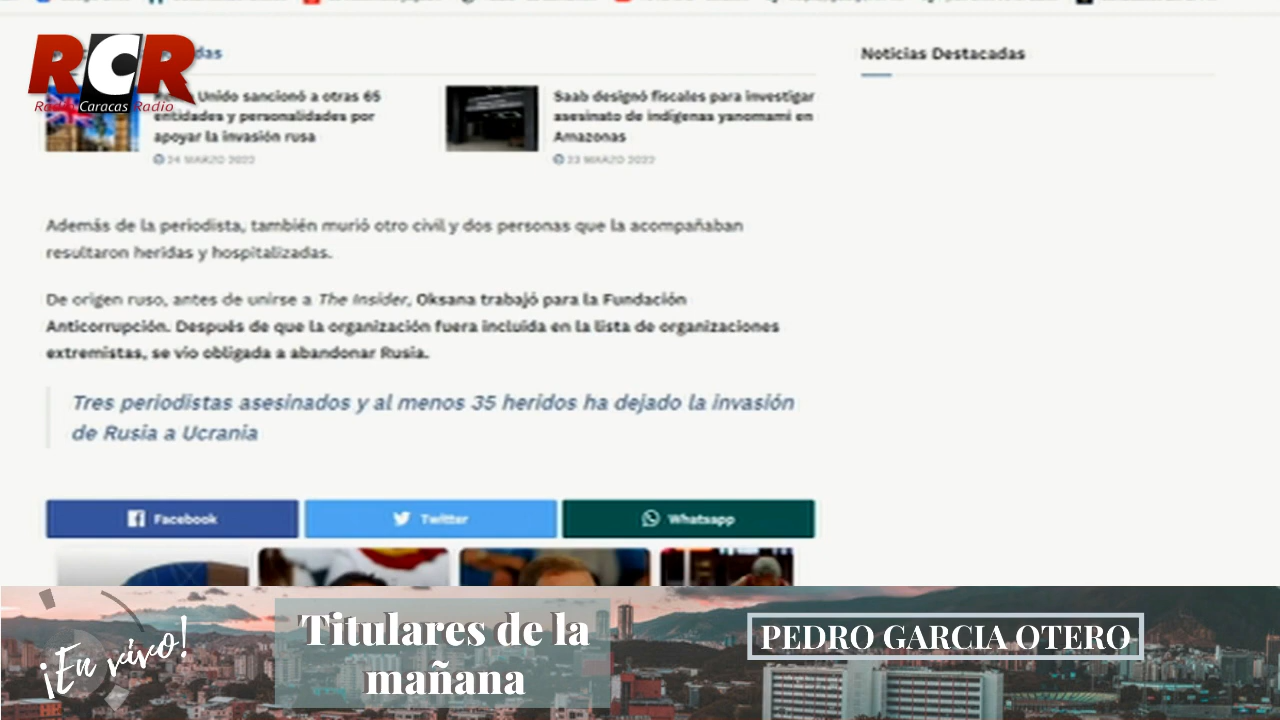 RCR
Radio Caracas Radio
das
Noticias Destacadas
Unido sancionó a otras 65
entidades y personalidades por
apoyar la invasión rusa
24 MARZO 2022
Saab designó fiscales para investigar
asesinato de indígenas yanomami en
Amazonas
23 MARZO 2022
Además de la periodista, también murió otro civil y dos personas que la acompañaban
resultaron heridas y hospitalizadas.
De origen ruso, antes de unirse a The Insider, Oksana trabajó para la Fundación
Anticorrupción. Después de que la organización fuera incluida en la lista de organizaciones
extremistas, se vio obligada a abandonar Rusia.
Tres periodistas asesinados y al menos 35 heridos ha dejado la invasión
de Rusia a Ucrania
Facebook
Twitter
Whatsapp
¡En vivo!
Titulares de la
mañana
PEDRO GARCIA OTERO